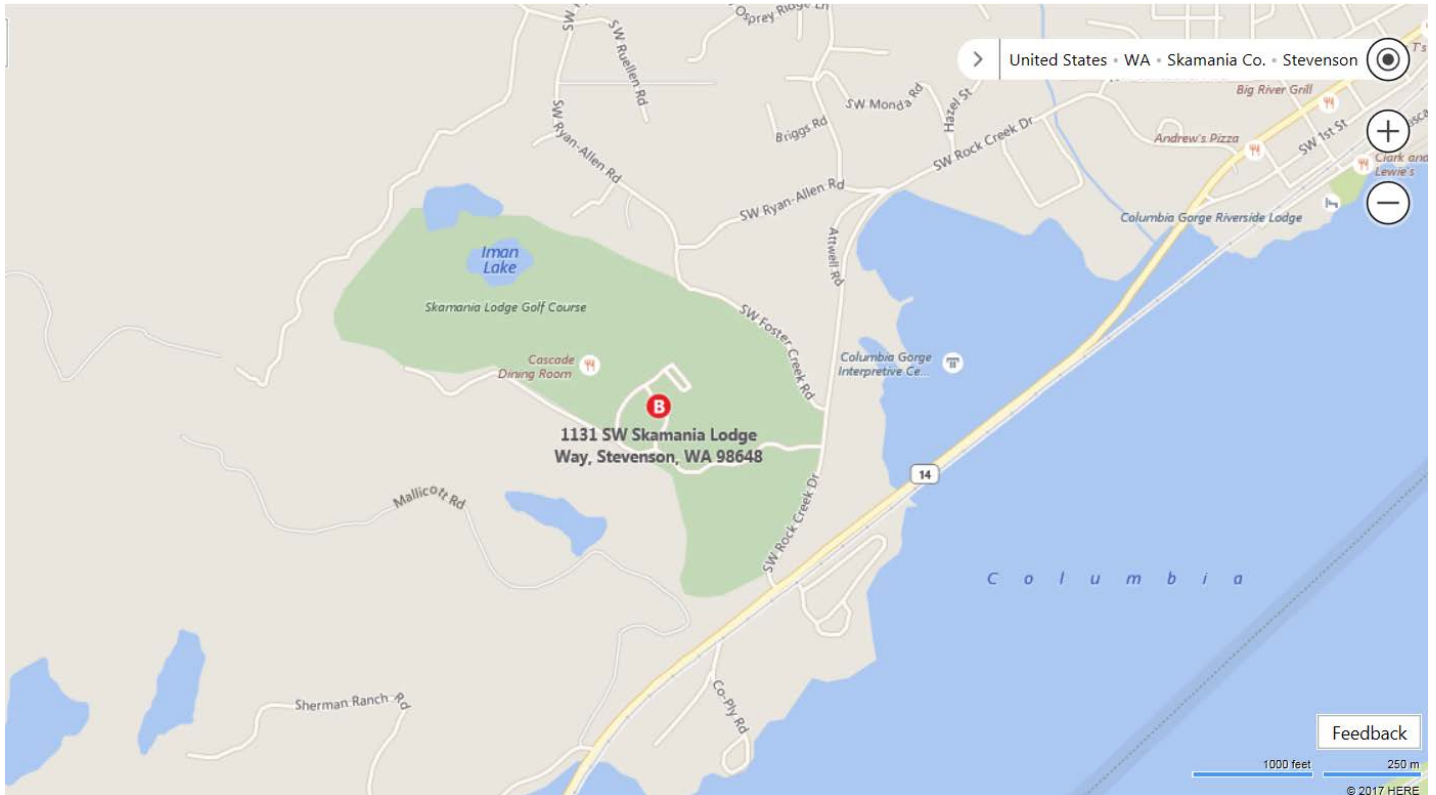 SW Osprey Ridge Ln
SW
SW Ruellen Rd
United States • WA • Skamania Co. • Stevenson
T's
Big River Grill
SW Monda Rd
Hazel St
Briggs Rd
SW Ryan-Allen Rd
SW Rock Creek Dr
Andrew's Pizza
SW 1st St
Clark and
Lewie's
SW Ryan-Allen Rd
Columbia Gorge Riverside Lodge
Iman
Lake
Attwell Rd
Skamania Lodge Golf Course
SW Foster Creek Rd
Cascade
Dining Room
Columbia Gorge
Interpretive Ce...
B
1131 SW Skamania Lodge
Way, Stevenson, WA 98648
14
Mallicott Rd
SW Rock Creek Dr
Columbia
Sherman Ranch Rd
Co-Ply Rd
Feedback
1000 feet
250 m
© 2017 HERE